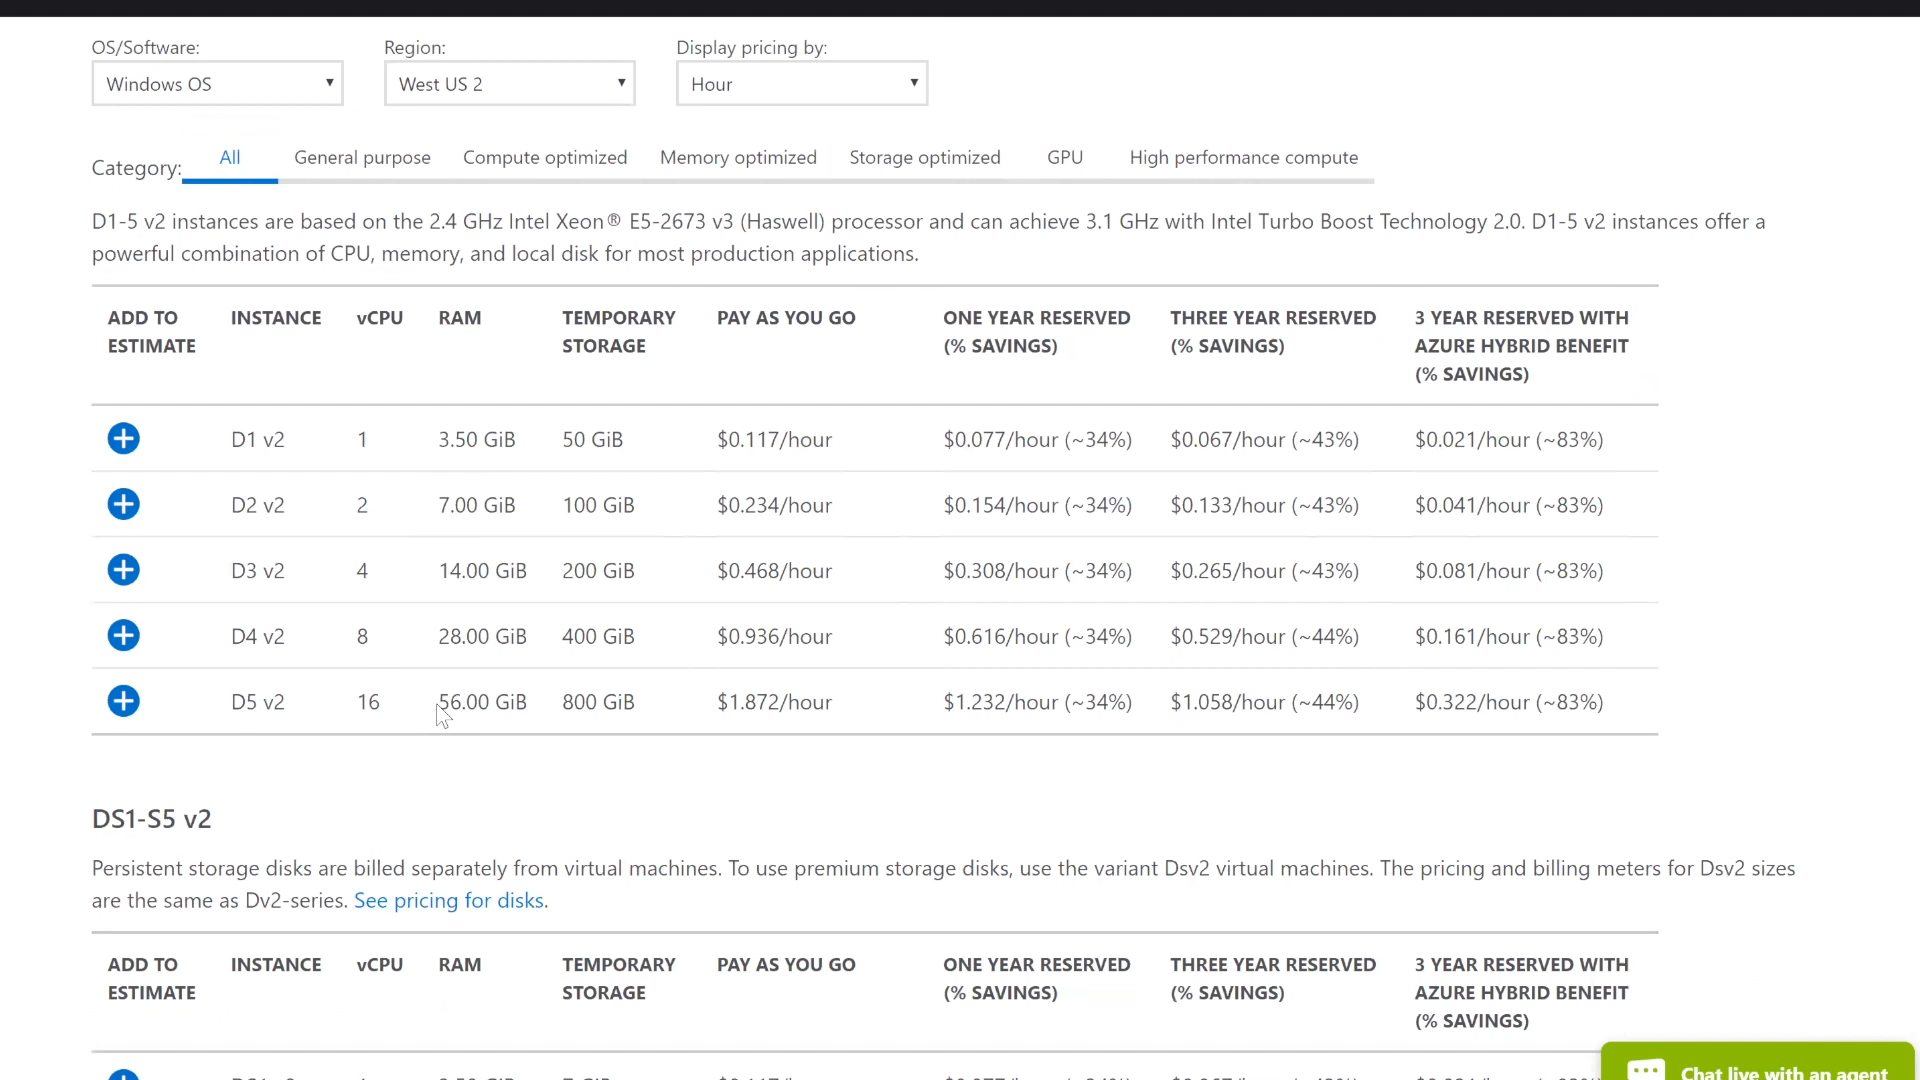 OS/Software: Region: Display pricing by:
Windows OS West US 2 Hour
Category: All General purpose Compute optimized Memory optimized Storage optimized GPU High performance compute
D1-5 v2 instances are based on the 2.4 GHz Intel Xeon® E5-2673 v3 (Haswell) processor and can achieve 3.1 GHz with Intel Turbo Boost Technology 2.0. D1-5 v2 instances offer a
powerful combination of CPU, memory, and local disk for most production applications.
ADD TO INSTANCE vCPU RAM TEMPORARY PAY AS YOU GO ONE YEAR RESERVED THREE YEAR RESERVED 3 YEAR RESERVED WITH
ESTIMATE STORAGE (% SAVINGS) (% SAVINGS) AZURE HYBRID BENEFIT
(% SAVINGS)
D1 v2 1 3.50 GiB 50 GiB $0.117/hour $0.077/hour (~34%) $0.067/hour (~43%) $0.021/hour (~83%)
D2 v2 2 7.00 GiB 100 GiB $0.234/hour $0.154/hour (~34%) $0.133/hour (~43%) $0.041/hour (~83%)
D3 v2 4 14.00 GiB 200 GiB $0.468/hour $0.308/hour (~34%) $0.265/hour (~43%) $0.081/hour (~83%)
D4 v2 8 28.00 GiB 400 GiB $0.936/hour $0.616/hour (~34%) $0.529/hour (~44%) $0.161/hour (~83%)
D5 v2 16 56.00 GiB 800 GiB $1.872/hour $1.232/hour (~34%) $1.058/hour (~44%) $0.322/hour (~83%)
DS1-S5 v2
Persistent storage disks are billed separately from virtual machines. To use premium storage disks, use the variant Dsv2 virtual machines. The pricing and billing meters for Dsv2 sizes
are the same as Dv2-series. See pricing for disks.
ADD TO INSTANCE vCPU RAM TEMPORARY PAY AS YOU GO ONE YEAR RESERVED THREE YEAR RESERVED 3 YEAR RESERVED WITH
ESTIMATE STORAGE (% SAVINGS) (% SAVINGS) AZURE HYBRID BENEFIT
(% SAVINGS)
Chat live with an agent